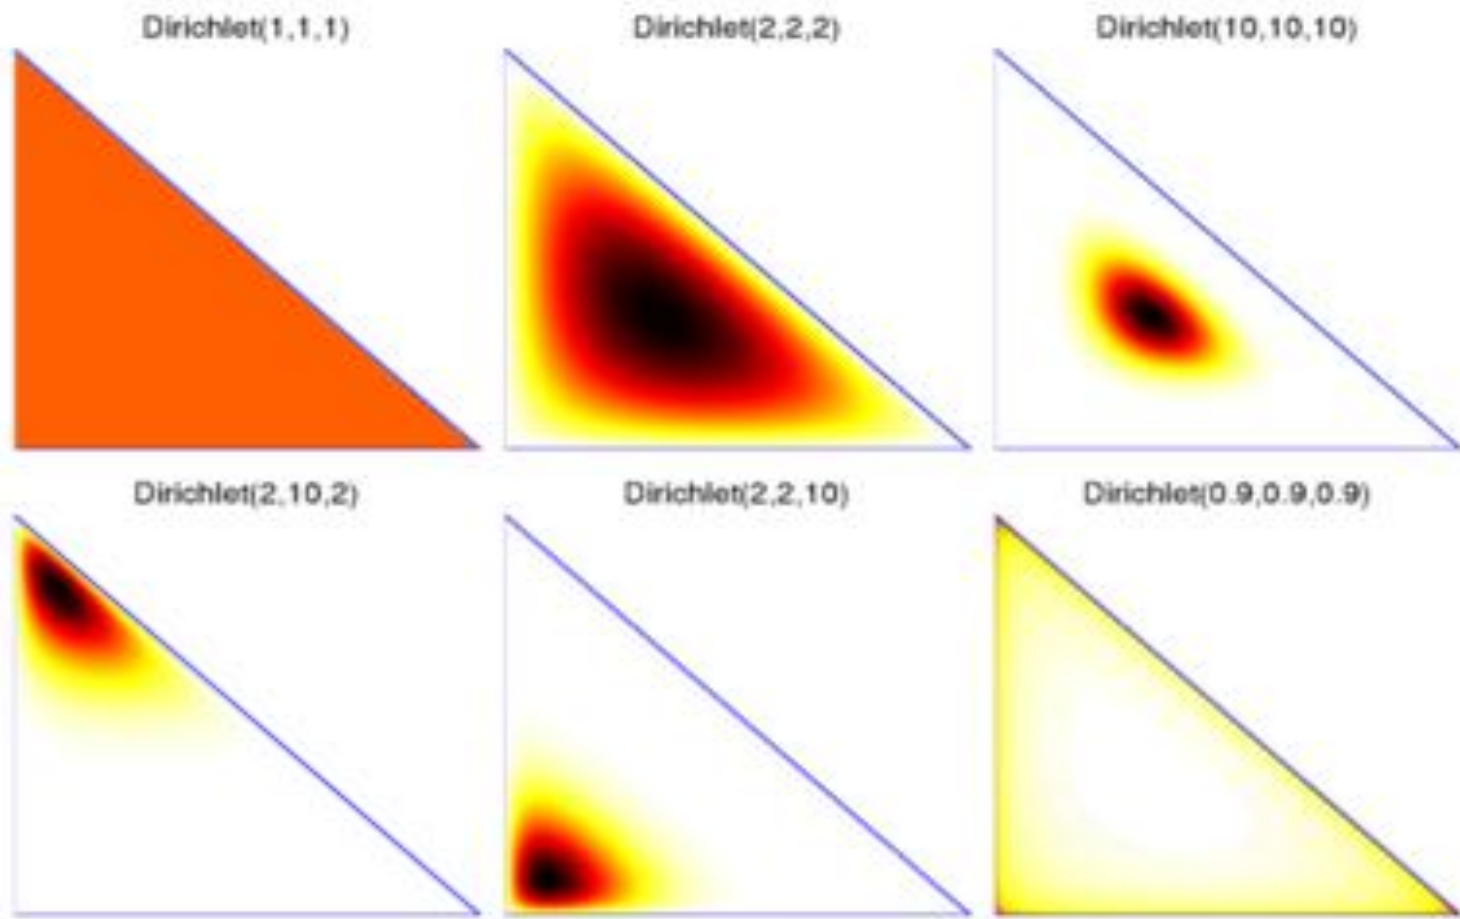 Dirichlet(1,1,1)
Dirichlet(2,2,2)
Dirichlet(10,10,10)
Dirichlet(2,10,2)
Dirichlet(2,2,10)
Dirichlet(0.9,0.9,0.9)